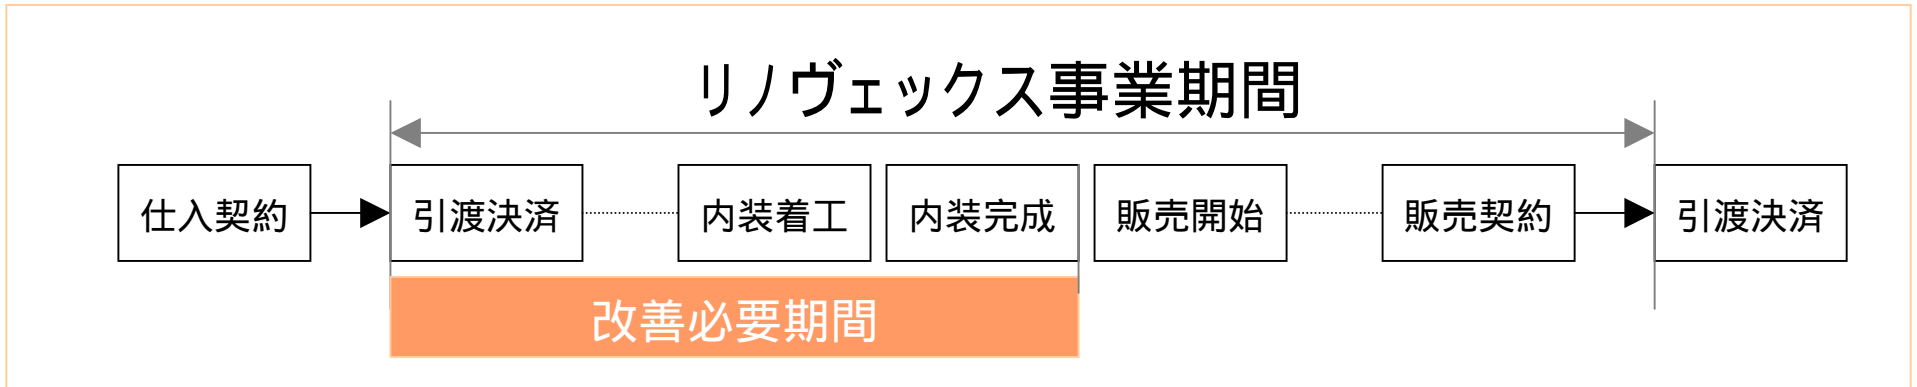 リノヴェックス事業期間
仕入契約
引渡決済
内装着工
内装完成
販売開始
販売契約
引渡決済
改善必要期間